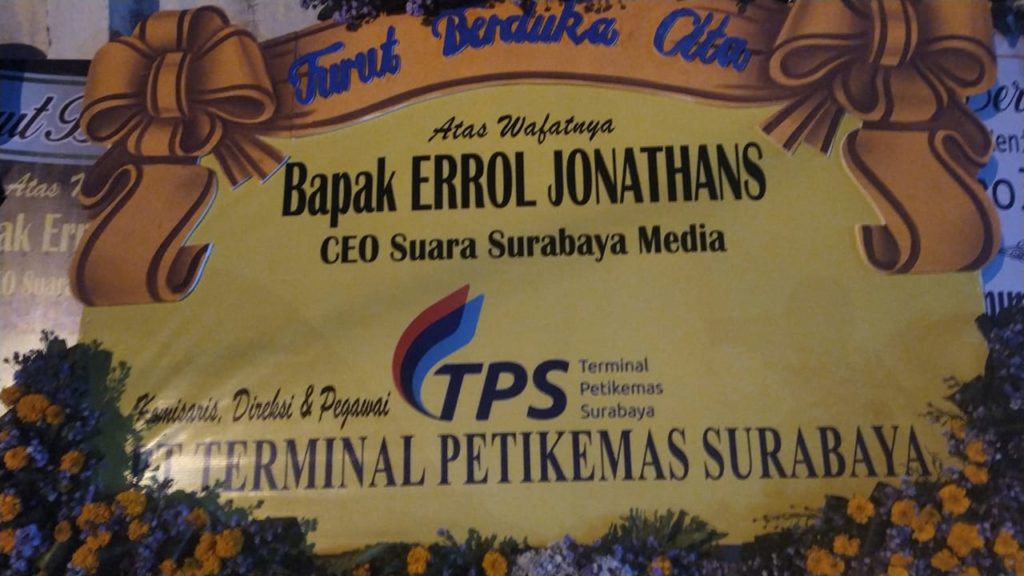 Turut Berduka Cita
Atas Wafatnya
Bapak ERROL JONATHANS
CEO Suara Surabaya Media
TPS
Terminal
Petikemas
Surabaya
Komisaris, Direksi & Pegawai
PT TERMINAL PETIKEMAS SURABAYA
Atas